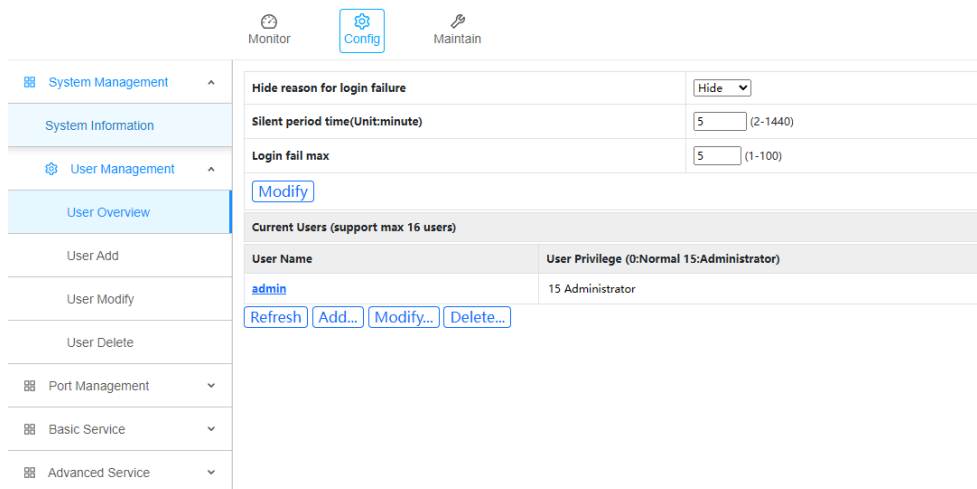 Monitor
Config
Maintain
System Management
System Information
User Management
User Overview
User Add
User Modify
User Delete
Port Management
Basic Service
Advanced Service
Hide reason for login failure Hide
Silent period time(Unit:minute) 5 (2-1440)
Login fail max 5 (1-100)
Modify
Current Users (support max 16 users)
User Name User Privilege (0:Normal 15:Administrator)
admin 15 Administrator
Refresh Add... Modify... Delete...